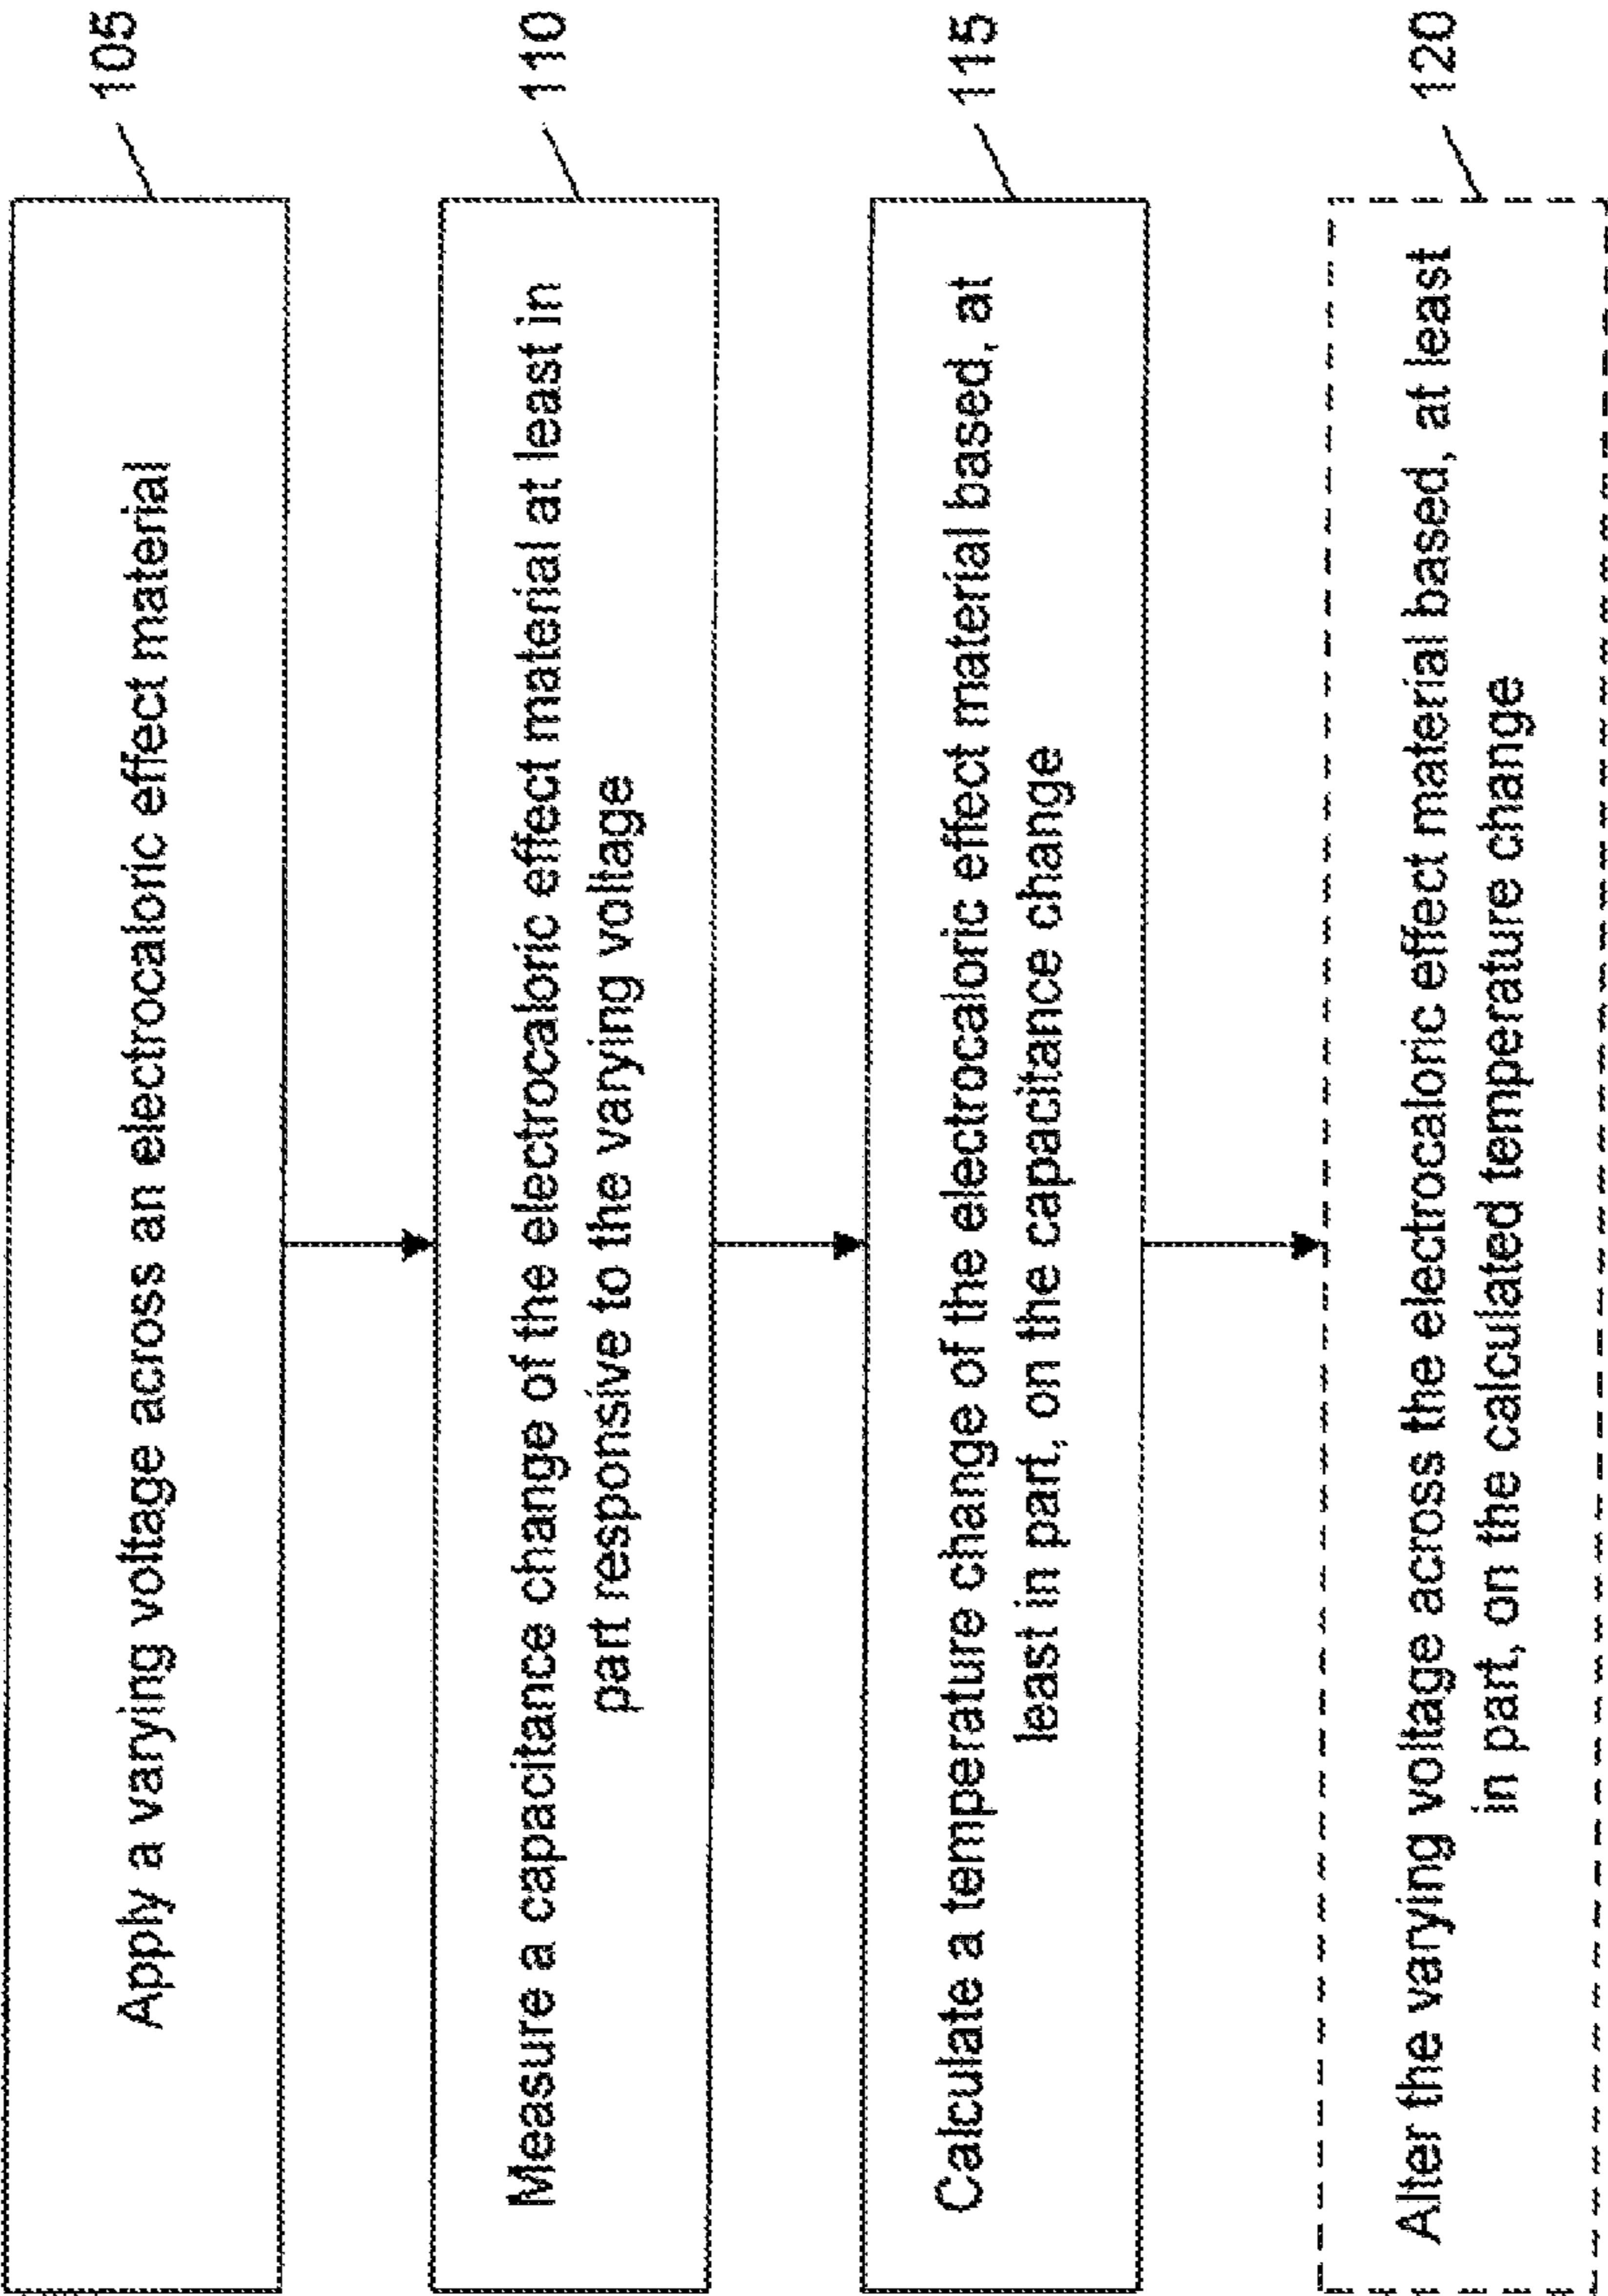 Apply a varying voltage across an electrocaloric effect material
105
Measure a capacitance change of the electrocaloric effect material at least in
part responsive to the varying voltage
110
Calculate a temperature change of the electrocaloric effect material based, at
least in part, on the capacitance change
115
Alter the varying voltage across the electrocaloric effect material based, at least
in part, on the calculated temperature change
120